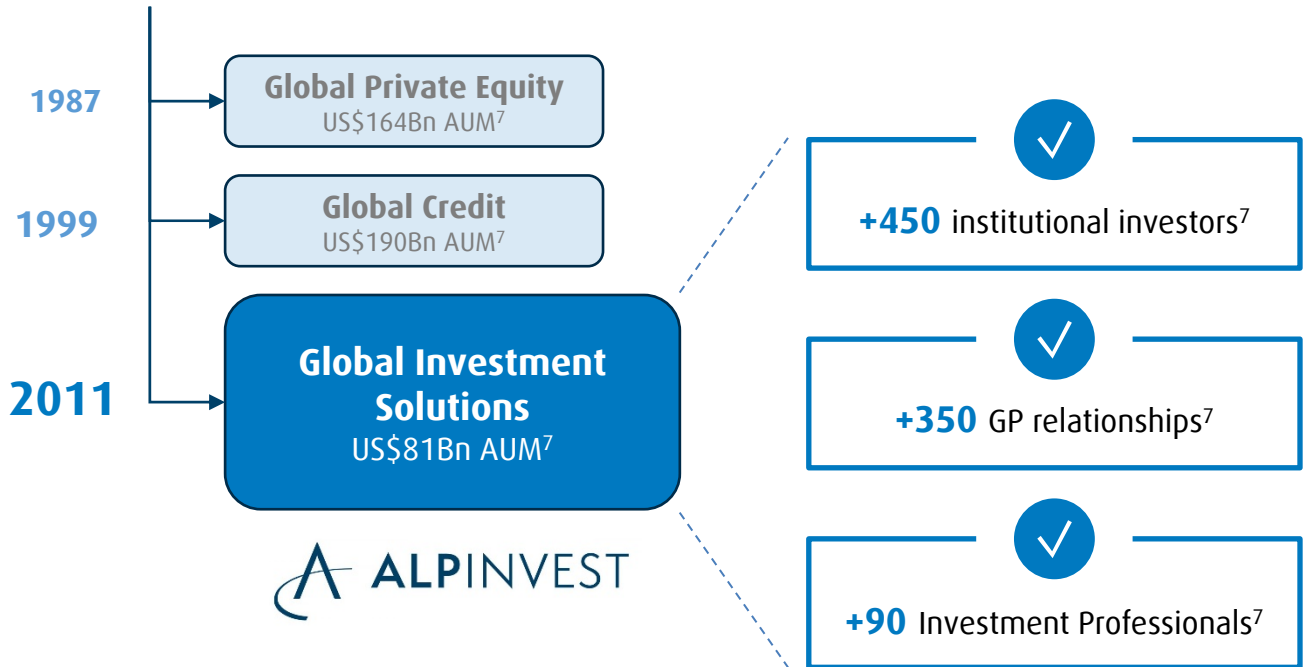 1987
Global Private Equity
US$164Bn AUM⁷
1999
Global Credit
US$190Bn AUM⁷
2011
Global Investment
Solutions
US$81Bn AUM⁷
ALPINVEST
+450 institutional investors⁷
+350 GP relationships⁷
+90 Investment Professionals⁷